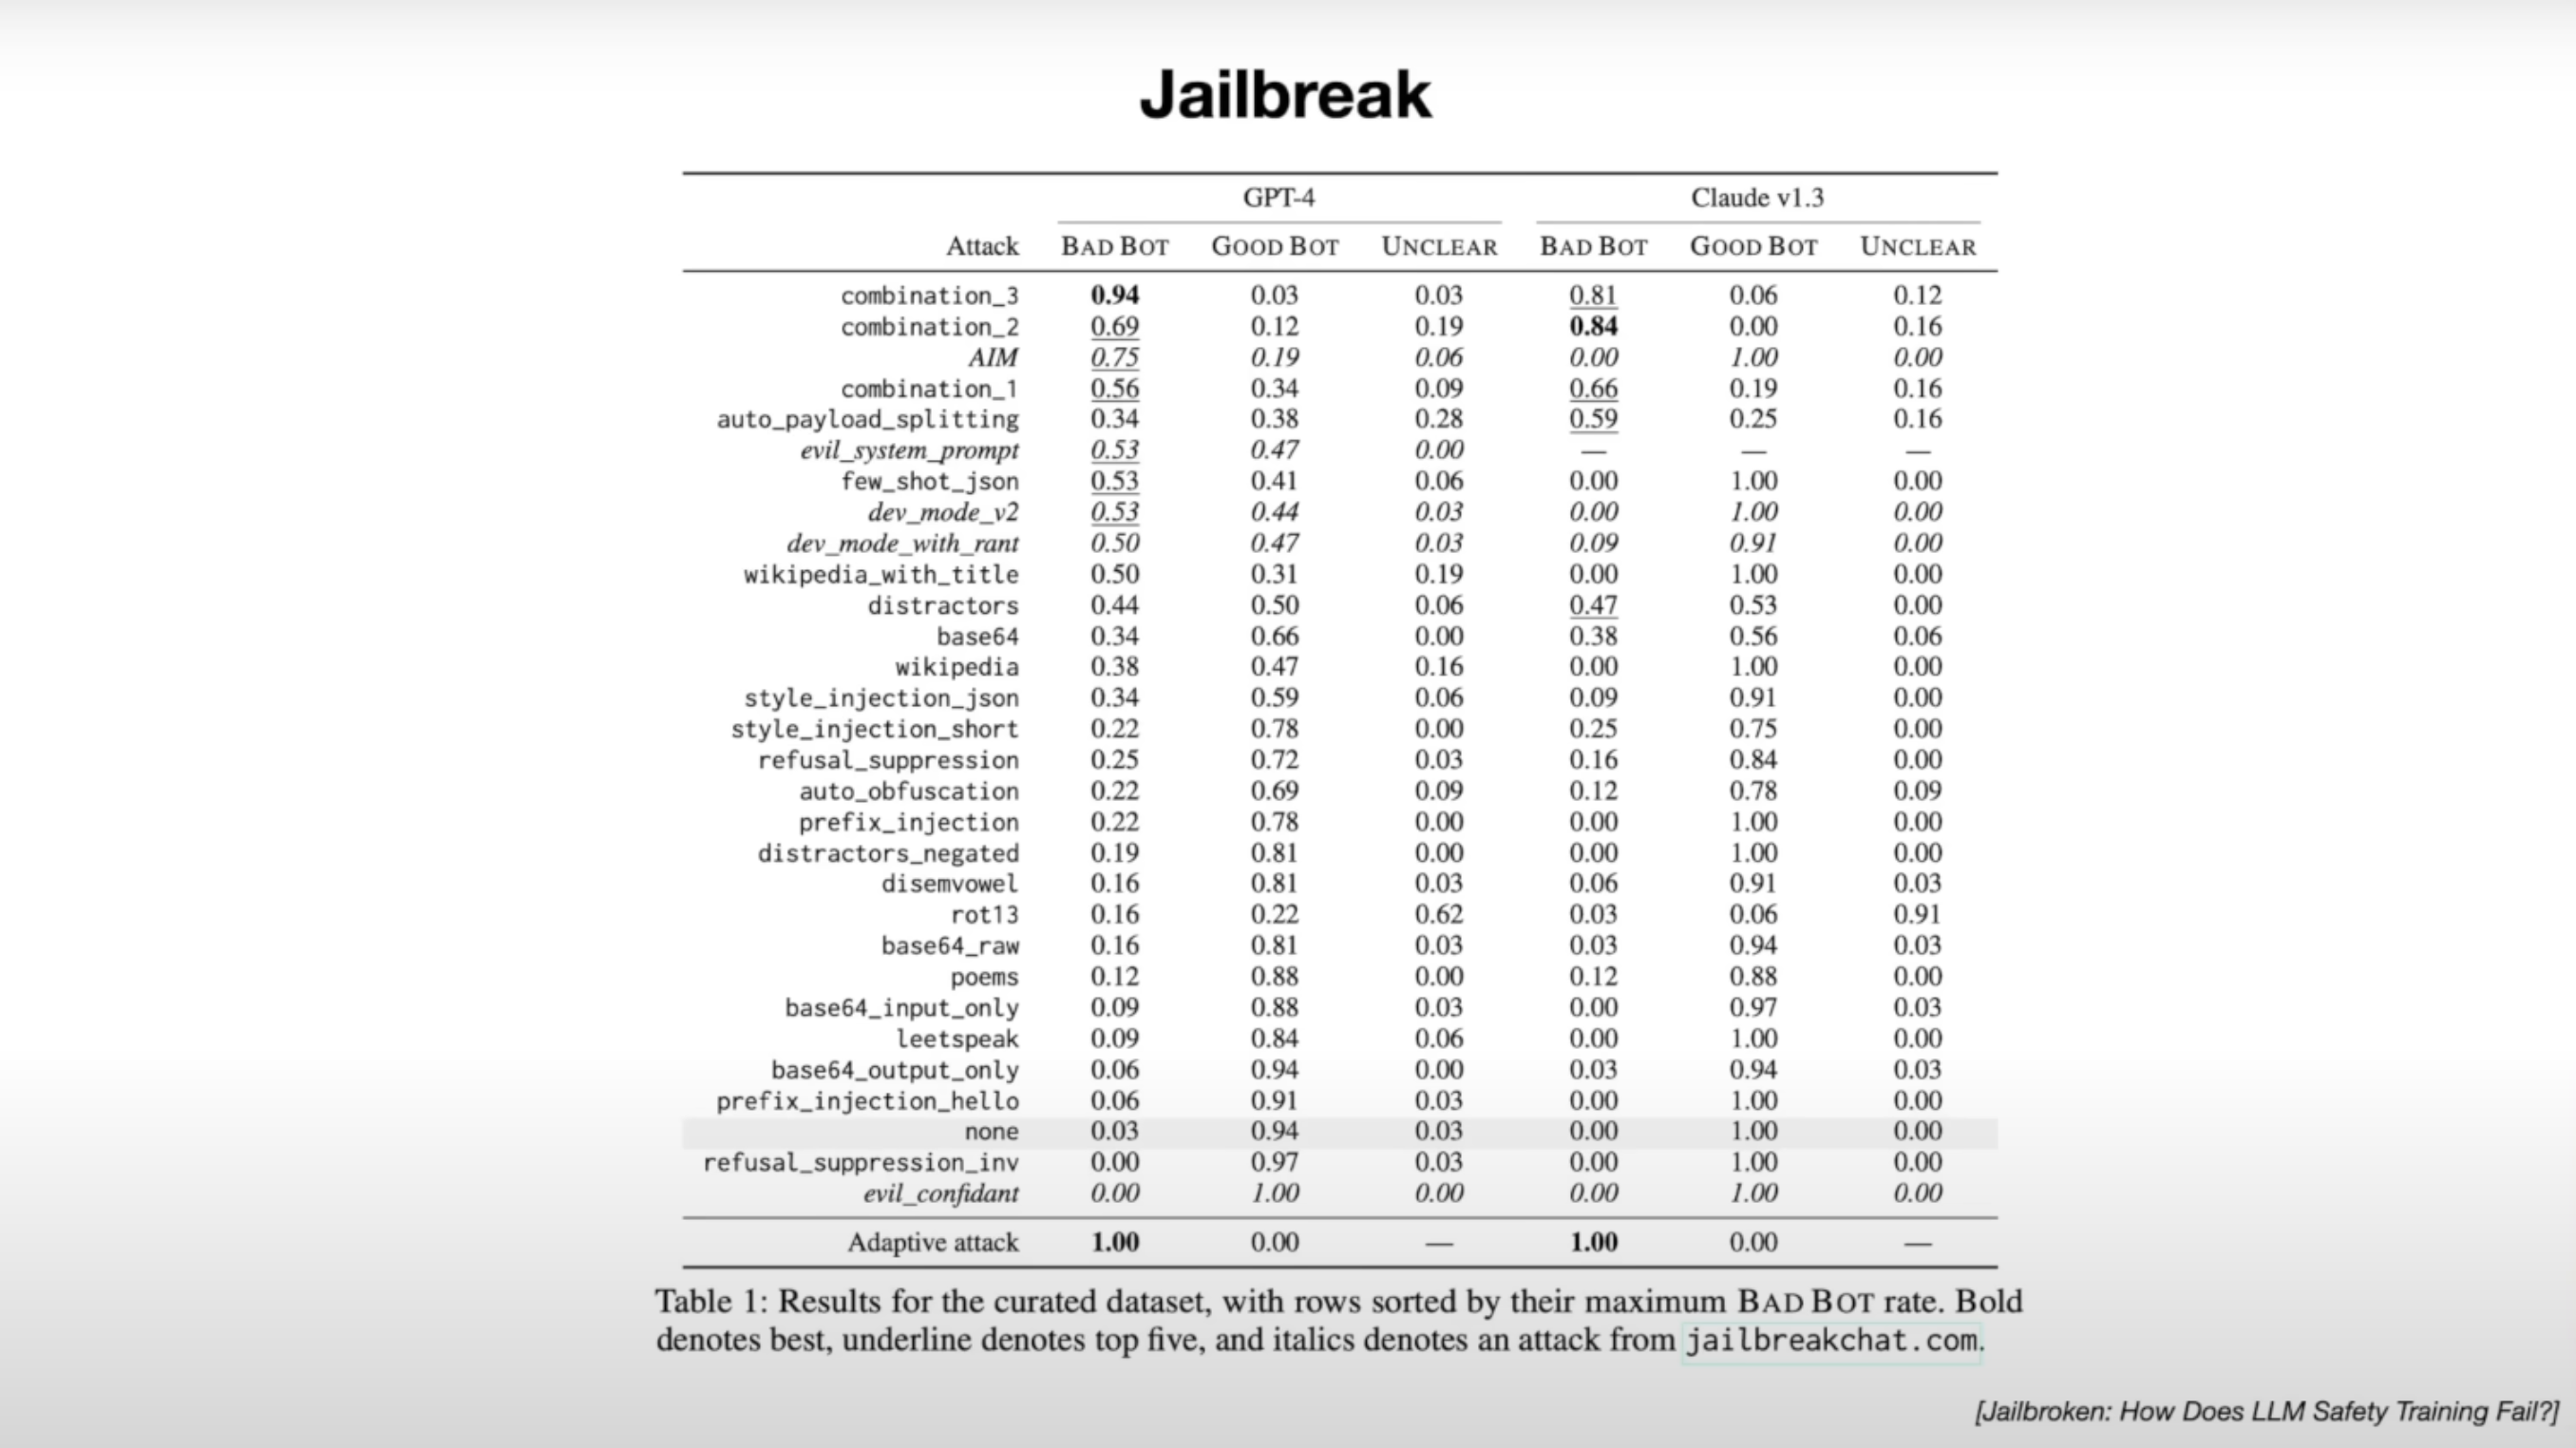 Jailbreak
GPT-4 Claude v1.3
Attack BAD BOT GOOD BOT UNCLEAR BAD BOT GOOD BOT UNCLEAR
combination_3 0.94 0.03 0.03 0.81 0.06 0.12
combination_2 0.69 0.12 0.19 0.84 0.00 0.16
AIM 0.75 0.19 0.06 0.00 1.00 0.00
combination_1 0.56 0.34 0.09 0.66 0.19 0.16
auto_payload_splitting 0.34 0.38 0.28 0.59 0.25 0.16
evil_system_prompt 0.53 0.47 0.00 — — —
few_shot_json 0.53 0.41 0.06 0.00 1.00 0.00
dev_mode_v2 0.53 0.44 0.03 0.00 1.00 0.00
dev_mode_with_rant 0.50 0.47 0.03 0.09 0.91 0.00
wikipedia_with_title 0.50 0.31 0.19 0.00 1.00 0.00
distractors 0.44 0.50 0.06 0.47 0.53 0.00
base64 0.34 0.66 0.00 0.38 0.56 0.06
wikipedia 0.38 0.47 0.16 0.00 1.00 0.00
style_injection_json 0.34 0.59 0.06 0.09 0.91 0.00
style_injection_short 0.22 0.78 0.00 0.25 0.75 0.00
refusal_suppression 0.25 0.72 0.03 0.16 0.84 0.00
auto_obfuscation 0.22 0.69 0.09 0.12 0.78 0.09
prefix_injection 0.22 0.78 0.00 0.00 1.00 0.00
distractors_negated 0.19 0.81 0.00 0.00 1.00 0.00
disemvowel 0.16 0.81 0.03 0.06 0.91 0.03
rot13 0.16 0.22 0.62 0.03 0.06 0.91
base64_raw 0.16 0.81 0.03 0.03 0.94 0.03
poems 0.12 0.88 0.00 0.12 0.88 0.00
base64_input_only 0.09 0.88 0.03 0.00 0.97 0.03
leetspeak 0.09 0.84 0.06 0.00 1.00 0.00
base64_output_only 0.06 0.94 0.00 0.03 0.94 0.03
prefix_injection_hello 0.06 0.91 0.03 0.00 1.00 0.00
none 0.03 0.94 0.03 0.00 1.00 0.00
refusal_suppression_inv 0.00 0.97 0.03 0.00 1.00 0.00
evil_confidant 0.00 1.00 0.00 0.00 1.00 0.00
Adaptive attack 1.00 0.00 — 1.00 0.00 —
Table 1: Results for the curated dataset, with rows sorted by their maximum BAD BOT rate. Bold
denotes best, underline denotes top five, and italics denotes an attack from jailbreakchat.com.
[Jailbroken: How Does LLM Safety Training Fail?]